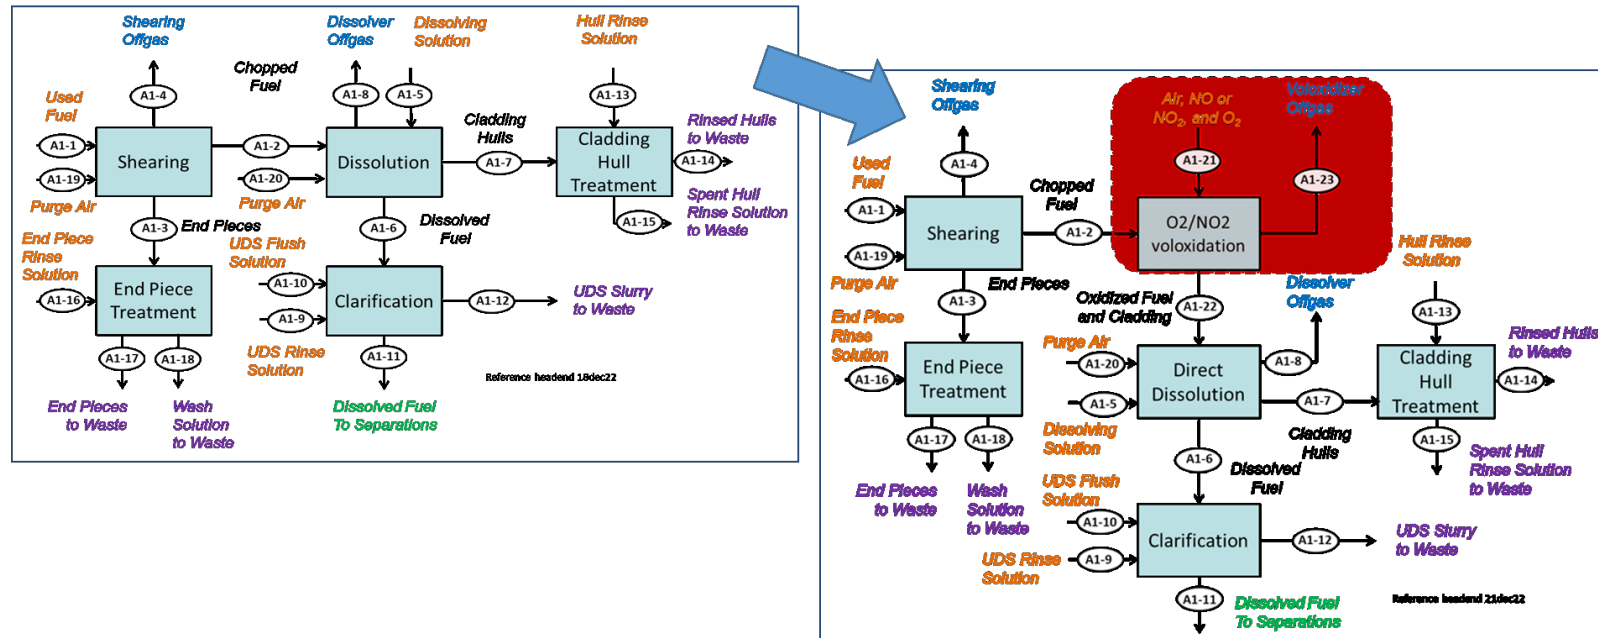 Shearing
Offgas
Dissolver
Offgas
Dissolving
Solution
Hull Rinse
Solution
Chopped
Fuel
A1-4
A1-8
A1-5
A1-13
Used
Fuel
A1-1
A1-19
Shearing
A1-2
A1-20
Purge Air
Purge Air
Dissolution
Cladding
Hulls
A1-7
Cladding
Hull
Treatment
Rinsed Hulls
to Waste
A1-14
Spent Hull
Rinse Solution
to Waste
A1-15
A1-3
End Pieces
A1-6
Dissolved
Fuel
End Piece
Rinse
Solution
A1-16
End Piece
Treatment
UDS Flush
Solution
A1-10
A1-9
UDS Rinse
Solution
Clarification
A1-12
UDS Slurry
to Waste
A1-17
A1-18
A1-11
Reference headend 18dec22
End Pieces
to Waste
Wash
Solution
to Waste
Dissolved Fuel
To Separations
Shearing
Offgas
Air, NO or
NO2, and O2
Voloxidizer
Offgas
A1-4
A1-21
A1-23
Used
Fuel
A1-1
A1-19
Purge Air
Shearing
Chopped
Fuel
A1-2
O2/NO2
voloxidation
Hull Rinse
Solution
A1-3
End Pieces
Oxidized Fuel
and Cladding
A1-22
Dissolver
Offgas
A1-13
End Piece
Rinse
Solution
A1-16
End Piece
Treatment
Purge Air
A1-20
A1-5
Dissolving
Solution
Direct
Dissolution
A1-8
A1-7
Cladding
Hulls
Cladding
Hull
Treatment
Rinsed Hulls
to Waste
A1-14
A1-15
Spent Hull
Rinse Solution
to Waste
A1-17
A1-18
End Pieces
to Waste
Wash
Solution
to Waste
A1-6
Dissolved
Fuel
UDS Flush
Solution
A1-10
A1-9
UDS Rinse
Solution
Clarification
A1-12
UDS Slurry
to Waste
A1-11
Dissolved Fuel
To Separations
Reference headend 21dec22